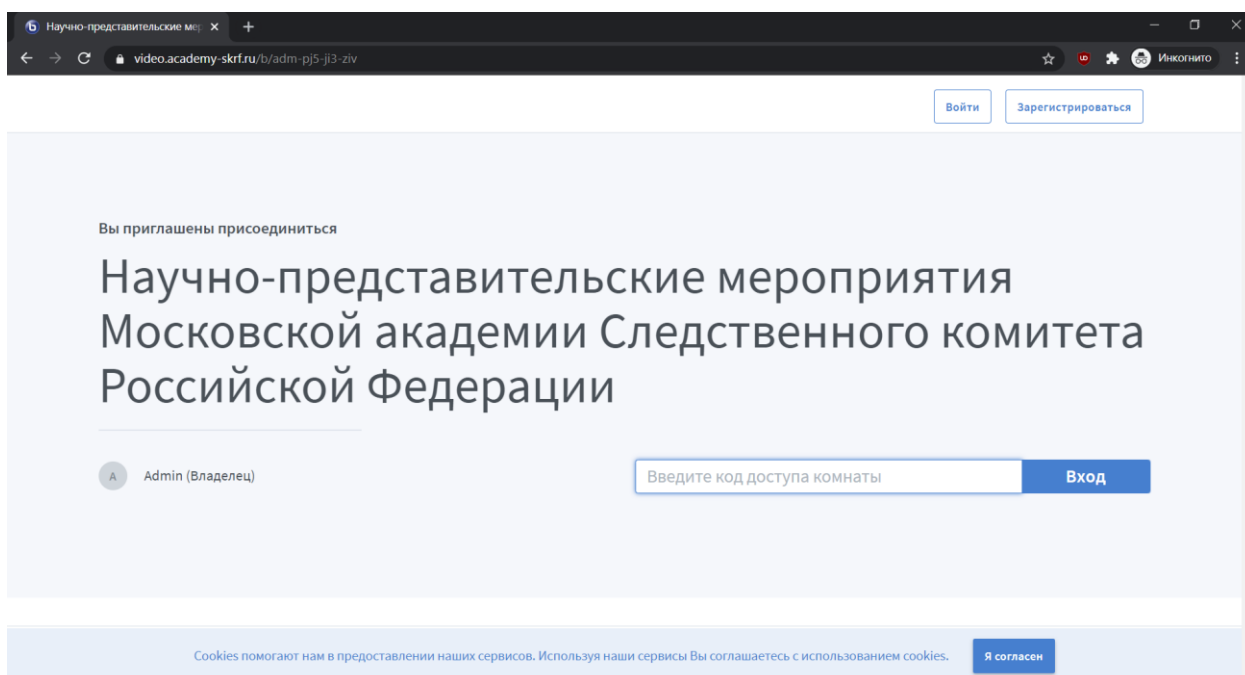 Научно-представительские мер
video.academy-skrf.ru/b/adm-pj5-ji3-ziv
Инкогнито
Войти
Зарегистрироваться
Вы приглашены присоединиться
Научно-представительские мероприятия
Московской академии Следственного комитета
Российской Федерации
A
Admin (Владелец)
Введите код доступа комнаты
Вход
Cookies помогают нам в предоставлении наших сервисов. Используя наши сервисы Вы соглашаетесь с использованием cookies.
Я согласен